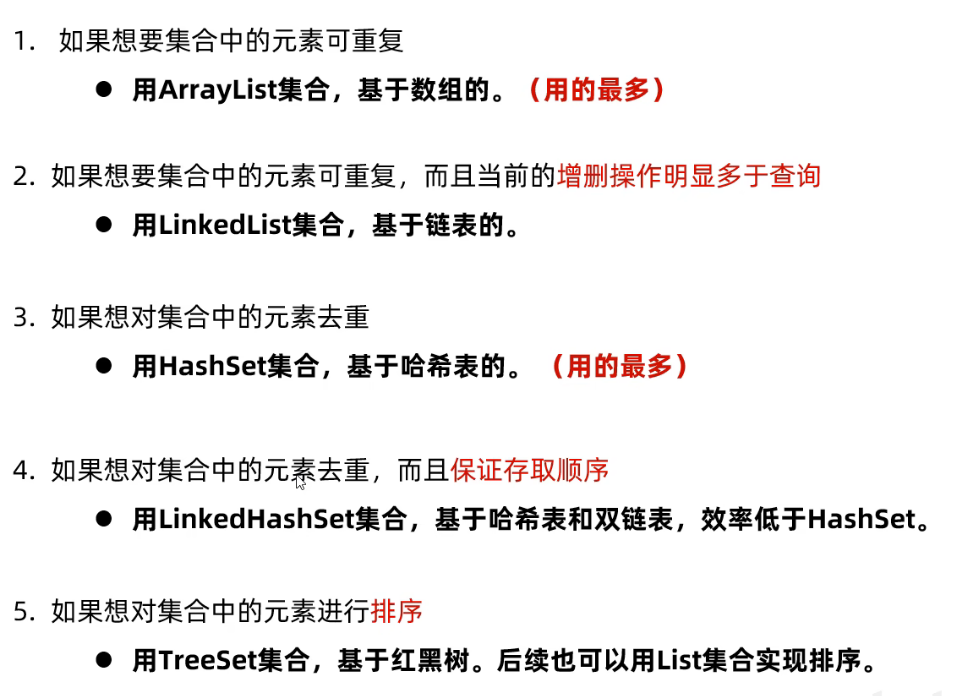 1. 如果想要集合中的元素可重复
● 用ArrayList集合，基于数组的。（用的最多）
2. 如果想要集合中的元素可重复，而且当前的增删操作明显多于查询
● 用LinkedList集合，基于链表的。
3. 如果想对集合中的元素去重
● 用HashSet集合，基于哈希表的。（用的最多）
4. 如果想对集合中的元素去重，而且保证存取顺序
● 用LinkedHashSet集合，基于哈希表和双链表，效率低于HashSet。
5. 如果想对集合中的元素进行排序
● 用TreeSet集合，基于红黑树。后续也可以用List集合实现排序。